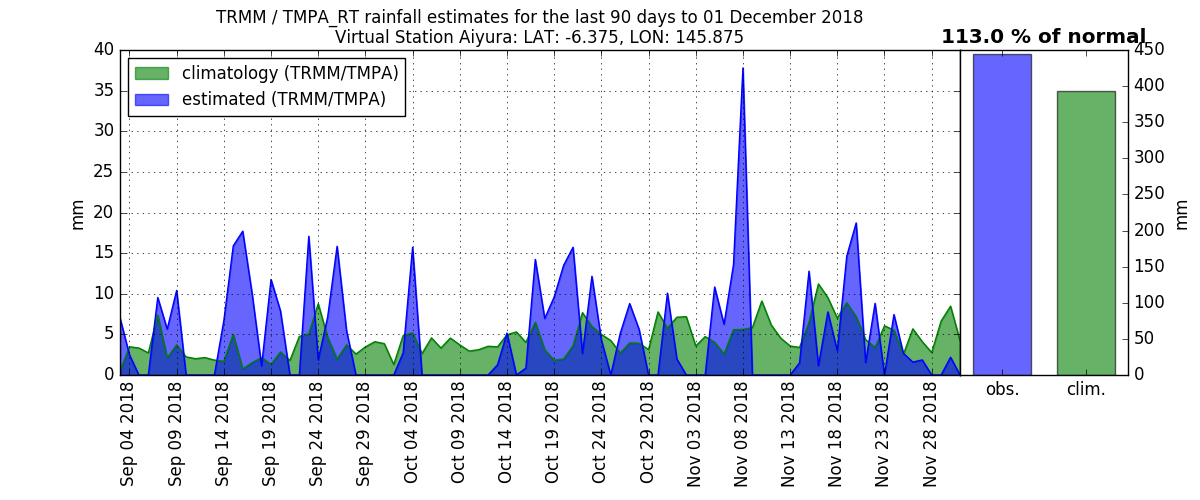 TRMM / TMPA_RT rainfall estimates for the last 90 days to 01 December 2018
Virtual Station Aiyura: LAT: -6.375, LON: 145.875
113.0 % of normal
climatology (TRMM/TMPA)
estimated (TRMM/TMPA)
mm
40
35
30
25
20
15
10
5
0
Sep 04 2018
Sep 09 2018
Sep 14 2018
Sep 19 2018
Sep 24 2018
Sep 29 2018
Oct 04 2018
Oct 09 2018
Oct 14 2018
Oct 19 2018
Oct 24 2018
Oct 29 2018
Nov 03 2018
Nov 08 2018
Nov 13 2018
Nov 18 2018
Nov 23 2018
Nov 28 2018
obs.
clim.
450
400
350
300
250
200
150
100
50
0
mm